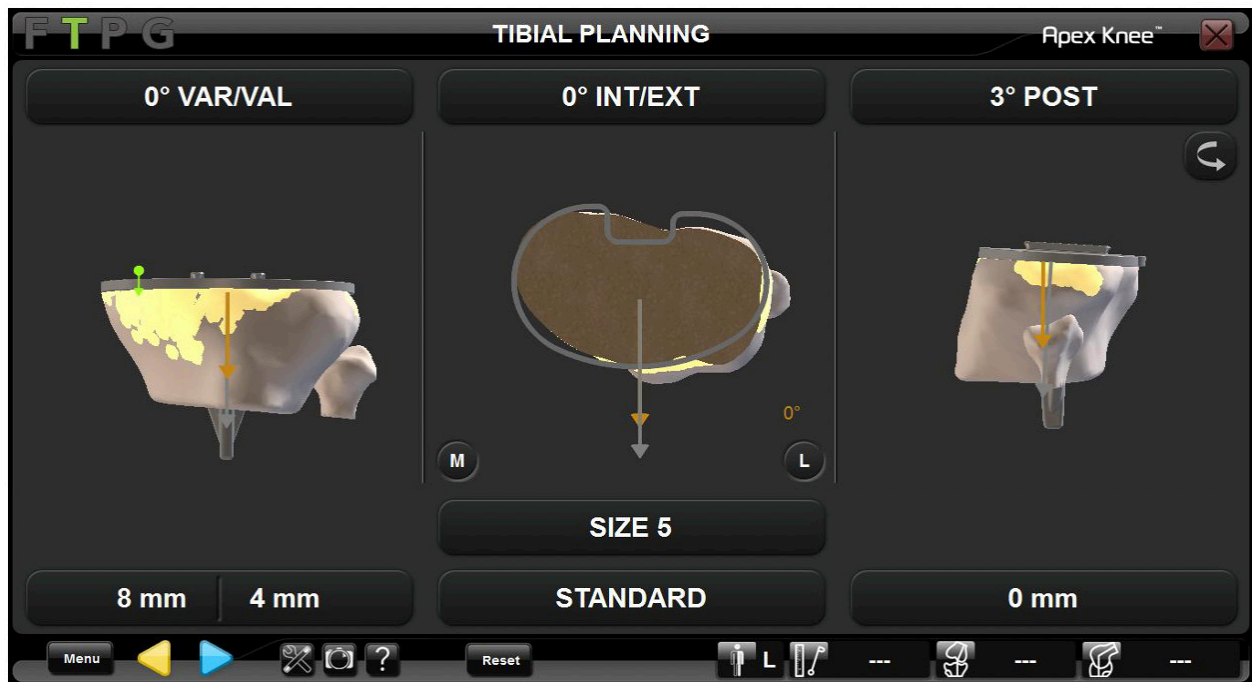 FTPG
TIBIAL PLANNING
Apex Knee™
0° VAR/VAL
0° INT/EXT
3° POST
0°
M
L
SIZE 5
8 mm
4 mm
STANDARD
0 mm
Menu
?
Reset
L
---
---
---